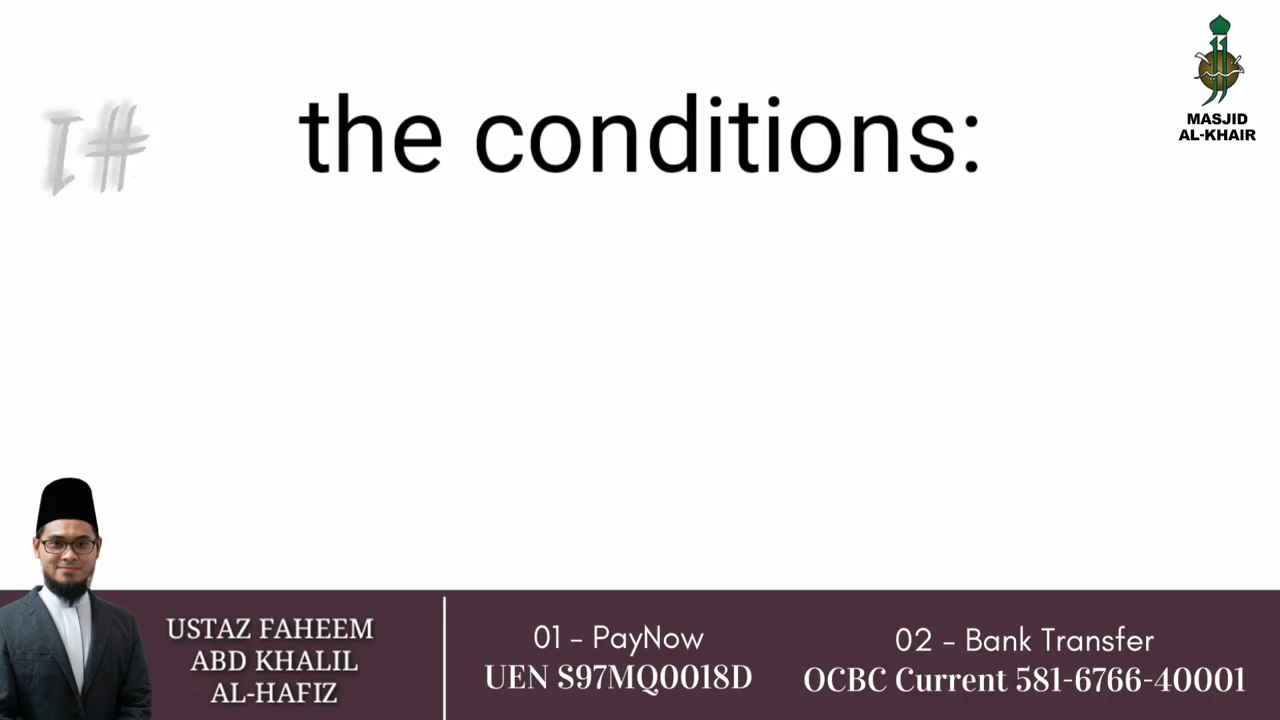 the conditions:
MASJID
AL-KHAIR
USTAZ FAHEEM
ABD KHALIL
AL-HAFIZ
01 - PayNow
UEN S97MQ0018D
02 - Bank Transfer
OCBC Current 581-6766-40001